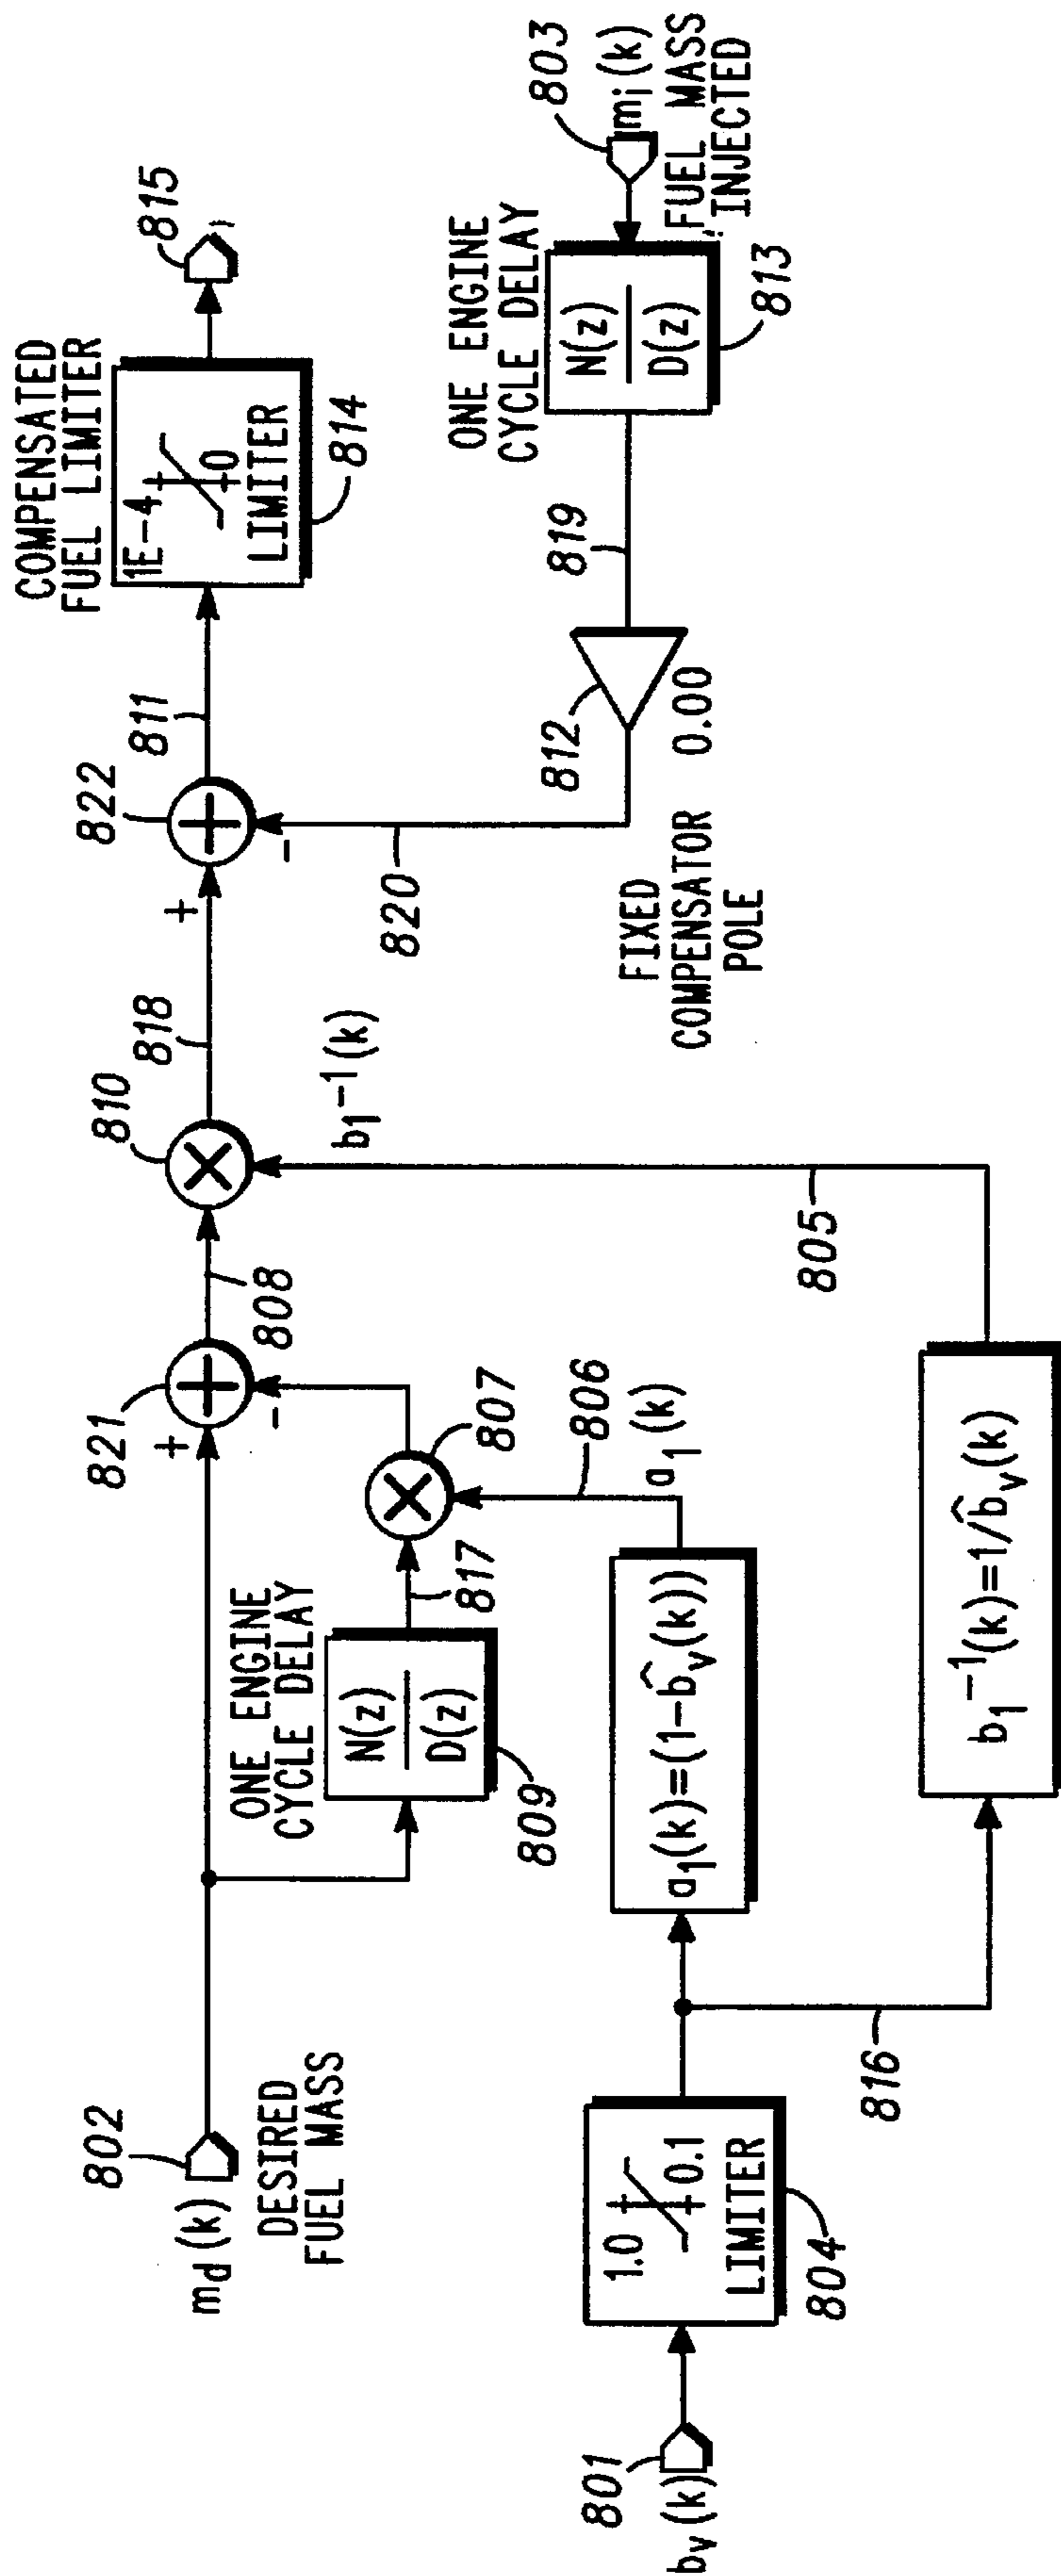 802
m_d(k)
DESIRED
FUEL MASS
821
+
-
808
810
818
b_1^{-1}(k)
+
822
-
811
COMPENSATED
FUEL LIMITER
1E-4
0
LIMITER
814
815
ONE ENGINE
CYCLE DELAY
N(z)
D(z)
809
817
807
806
a_1(k)
820
FIXED
COMPENSATOR
POLE
812
0.00
819
ONE ENGINE
CYCLE DELAY
N(z)
D(z)
813
803
m_i(k)
FUEL MASS
INJECTED
801
b_v(k)
1.0
0.1
LIMITER
804
a_1(k)=(1-b̂_v(k))
816
b_1^{-1}(k)=1/b̂_v(k)
805